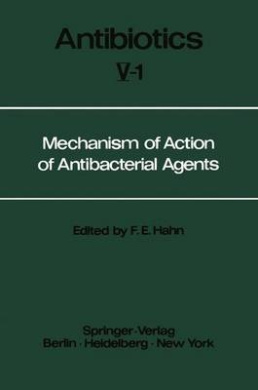 Antibiotics
V-1
Mechanism of Action
of Antibacterial Agents
Edited by F. E. Hahn
Springer-Verlag
Berlin · Heidelberg · New York